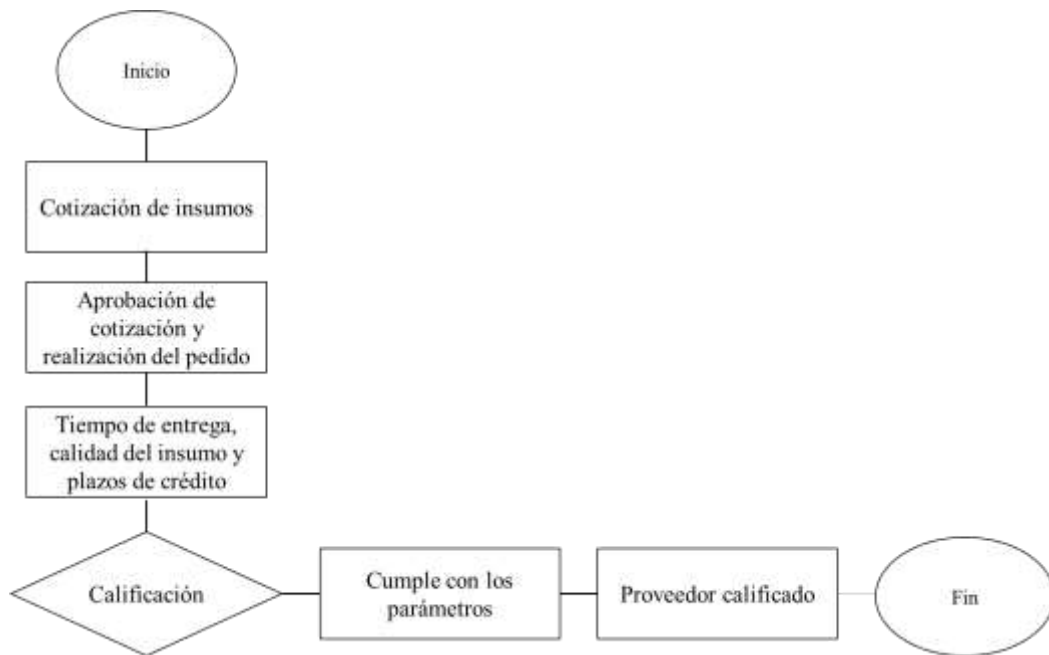 Inicio
Cotización de insumos
Aprobación de
cotización y
realización del pedido
Tiempo de entrega,
calidad del insumo y
plazos de crédito
Calificación
Cumple con los
parámetros
Proveedor calificado
Fin